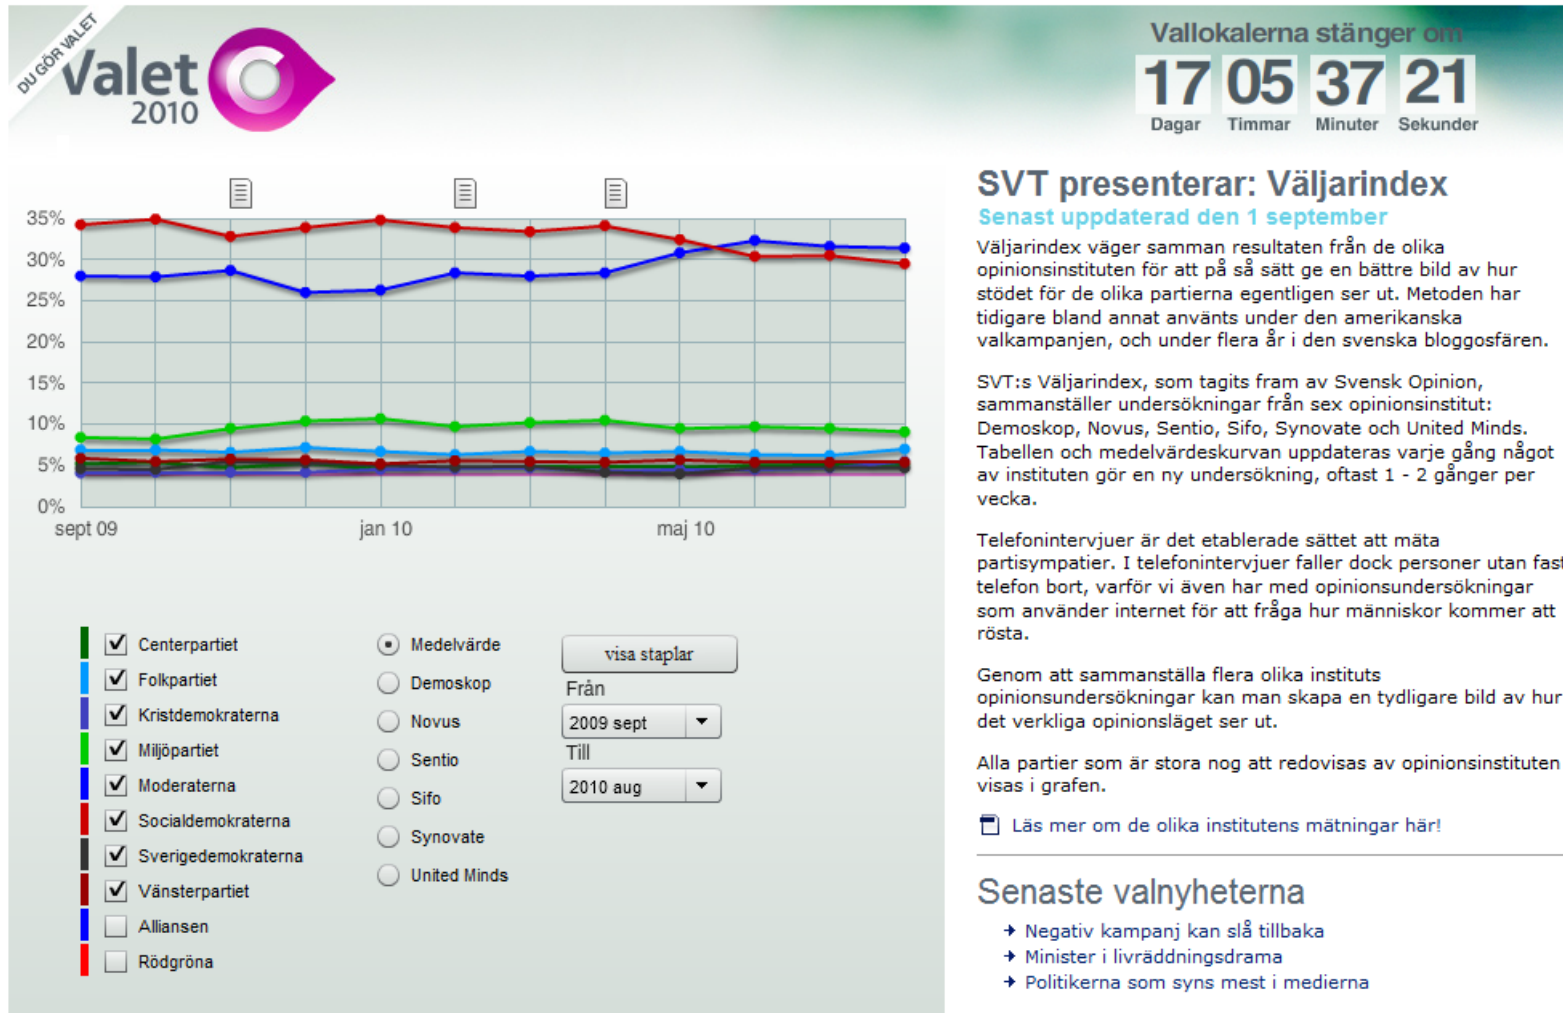 DU GÖR VALET
Valet
2010
Vallokalerna stänger om
17 05 37 21
Dagar Timmar Minuter Sekunder
35%
30%
25%
20%
15%
10%
5%
0%
sept 09 jan 10 maj 10
Centerpartiet
Folkpartiet
Kristdemokraterna
Miljöpartiet
Moderaterna
Socialdemokraterna
Sverigedemokraterna
Vänsterpartiet
Alliansen
Rödgröna
Medelvärde
Demoskop
Novus
Sentio
Sifo
Synovate
United Minds
visa staplar
Från
2009 sept
Till
2010 aug
SVT presenterar: Väljarindex
Senast uppdaterad den 1 september
Väljarindex väger samman resultaten från de olika
opinionsinstituten för att på så sätt ge en bättre bild av hur
stödet för de olika partierna egentligen ser ut. Metoden har
tidigare bland annat använts under den amerikanska
valkampanjen, och under flera år i den svenska bloggosfären.
SVT:s Väljarindex, som tagits fram av Svensk Opinion,
sammanställer undersökningar från sex opinionsinstitut:
Demoskop, Novus, Sentio, Sifo, Synovate och United Minds.
Tabellen och medelvärdeskurvan uppdateras varje gång något
av instituten gör en ny undersökning, oftast 1 - 2 gånger per
vecka.
Telefonintervjuer är det etablerade sättet att mäta
partisympatier. I telefonintervjuer faller dock personer utan fast
telefon bort, varför vi även har med opinionsundersökningar
som använder internet för att fråga hur människor kommer att
rösta.
Genom att sammanställa flera olika instituts
opinionsundersökningar kan man skapa en tydligare bild av hur
det verkliga opinionsläget ser ut.
Alla partier som är stora nog att redovisas av opinionsinstituten
visas i grafen.
Läs mer om de olika institutens mätningar här!
Senaste valnyheterna
Negativ kampanj kan slå tillbaka
Minister i livräddningsdrama
Politikerna som syns mest i medierna